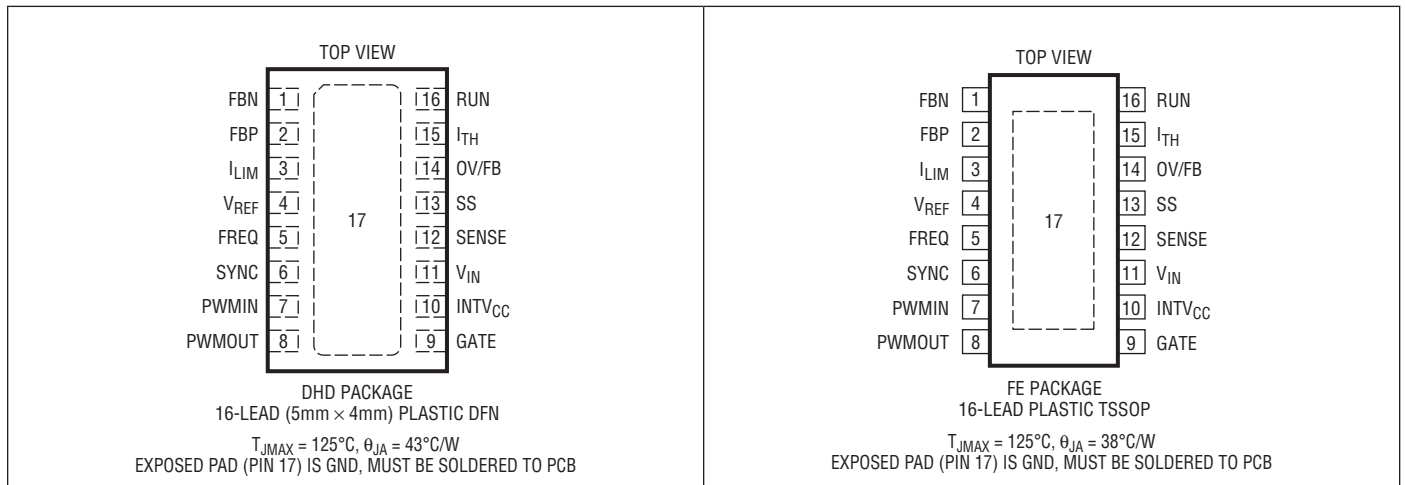 TOP VIEW
FBN 1 16 RUN
FBP 2 15 ITH
ILIM 3 14 OV/FB
VREF 4 13 SS
17
FREQ 5 12 SENSE
SYNC 6 11 VIN
PWMIN 7 10 INTVCC
PWMOUT 8 9 GATE
DHD PACKAGE
16-LEAD (5mm × 4mm) PLASTIC DFN
TJMAX = 125°C, θJA = 43°C/W
EXPOSED PAD (PIN 17) IS GND, MUST BE SOLDERED TO PCB
TOP VIEW
FBN 1 16 RUN
FBP 2 15 ITH
ILIM 3 14 OV/FB
VREF 4 13 SS
17
FREQ 5 12 SENSE
SYNC 6 11 VIN
PWMIN 7 10 INTVCC
PWMOUT 8 9 GATE
FE PACKAGE
16-LEAD PLASTIC TSSOP
TJMAX = 125°C, θJA = 38°C/W
EXPOSED PAD (PIN 17) IS GND, MUST BE SOLDERED TO PCB